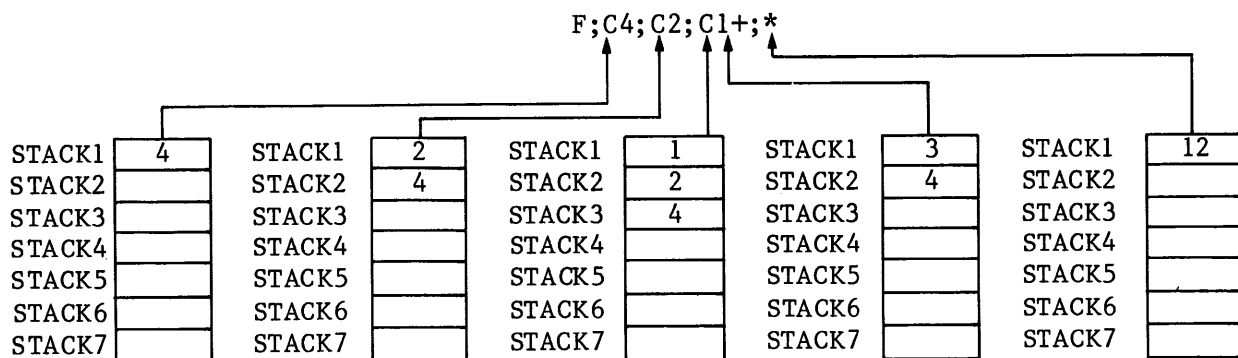 F;C4;C2;C1+;*
STACK1 4 STACK1 2 STACK1 1 STACK1 3 STACK1 12
STACK2 STACK2 4 STACK2 2 STACK2 4 STACK2
STACK3 STACK3 STACK3 4 STACK3 STACK3
STACK4 STACK4 STACK4 STACK4 STACK4
STACK5 STACK5 STACK5 STACK5 STACK5
STACK6 STACK6 STACK6 STACK6 STACK6
STACK7 STACK7 STACK7 STACK7 STACK7